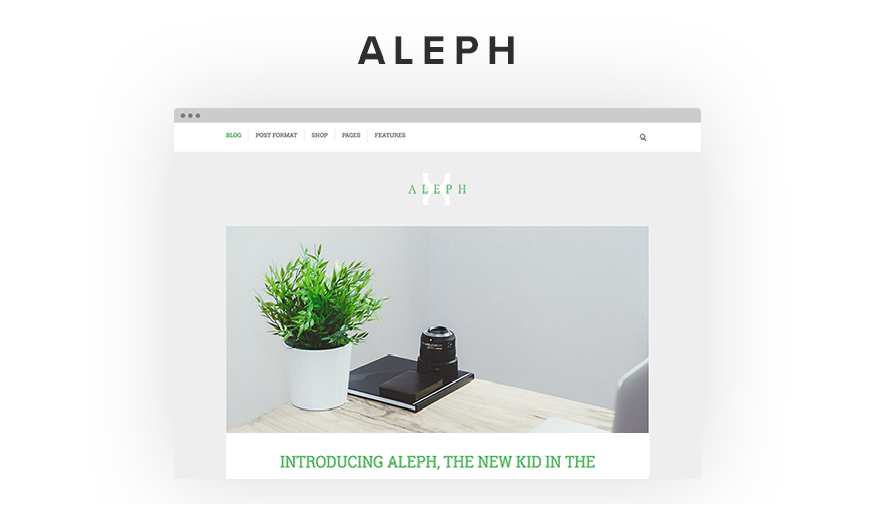 ALEPH
BLOG POST FORMAT SHOP PAGES FEATURES
ALEPH
INTRODUCING ALEPH, THE NEW KID IN THE